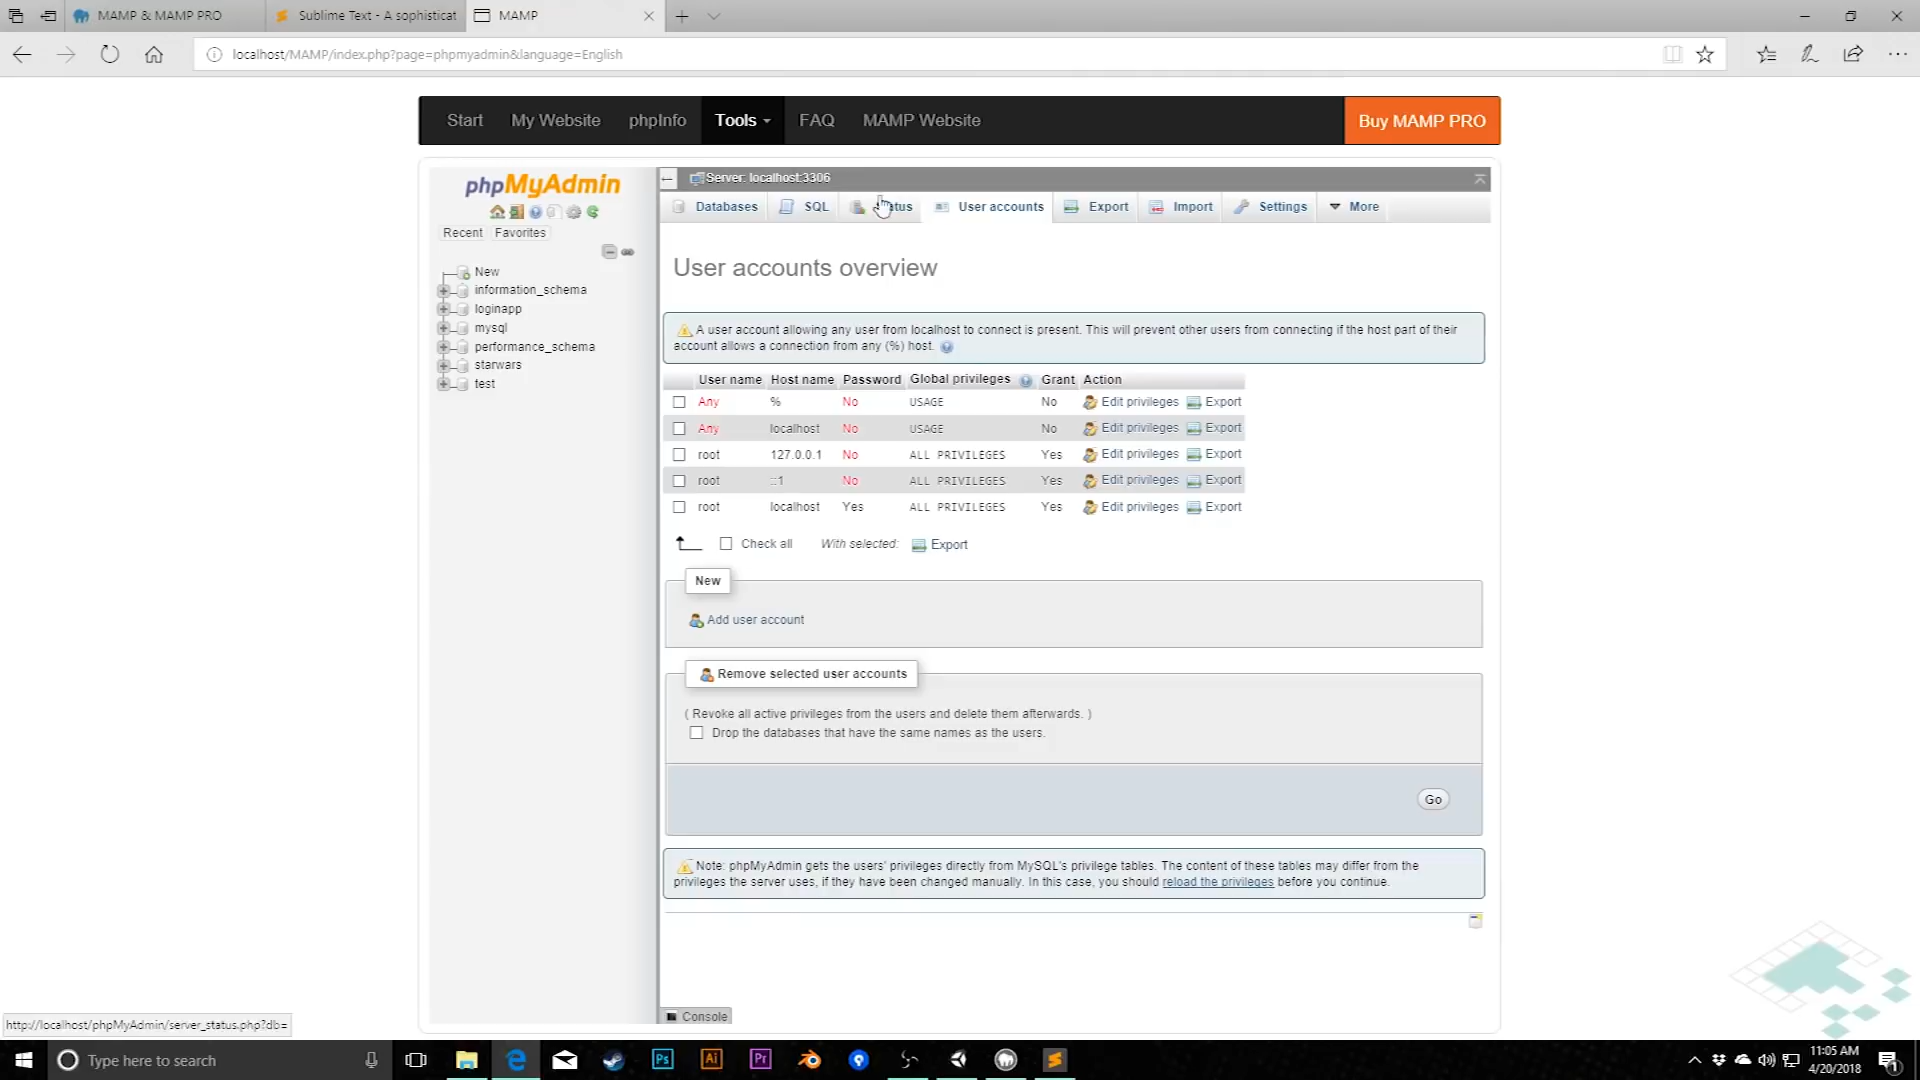 MAMP & MAMP PRO
Sublime Text - A sophisticat
MAMP
localhost/MAMP/index.php?page=phpmyadmin&language=English
Start
My Website
phpInfo
Tools
FAQ
MAMP Website
Buy MAMP PRO
phpMyAdmin
Recent
Favorites
New
information_schema
loginapp
mysql
performance_schema
starwars
test
Server: localhost:3306
Databases
SQL
tus
User accounts
Export
Import
Settings
More
User accounts overview
A user account allowing any user from localhost to connect is present. This will prevent other users from connecting if the host part of their
account allows a connection from any (%) host.
User name Host name Password Global privileges Grant Action
Any % No USAGE No Edit privileges Export
Any localhost No USAGE No Edit privileges Export
root 127.0.0.1 No ALL PRIVILEGES Yes Edit privileges Export
root ::1 No ALL PRIVILEGES Yes Edit privileges Export
root localhost Yes ALL PRIVILEGES Yes Edit privileges Export
Check all With selected: Export
New
Add user account
Remove selected user accounts
( Revoke all active privileges from the users and delete them afterwards. )
Drop the databases that have the same names as the users.
Go
Note: phpMyAdmin gets the users' privileges directly from MySQL's privilege tables. The content of these tables may differ from the
privileges the server uses, if they have been changed manually. In this case, you should reload the privileges before you continue.
Console
http://localhost/phpMyAdmin/server_status.php?db=
Type here to search
Ps
Ai
Pr
11:05 AM
4/20/2018
1